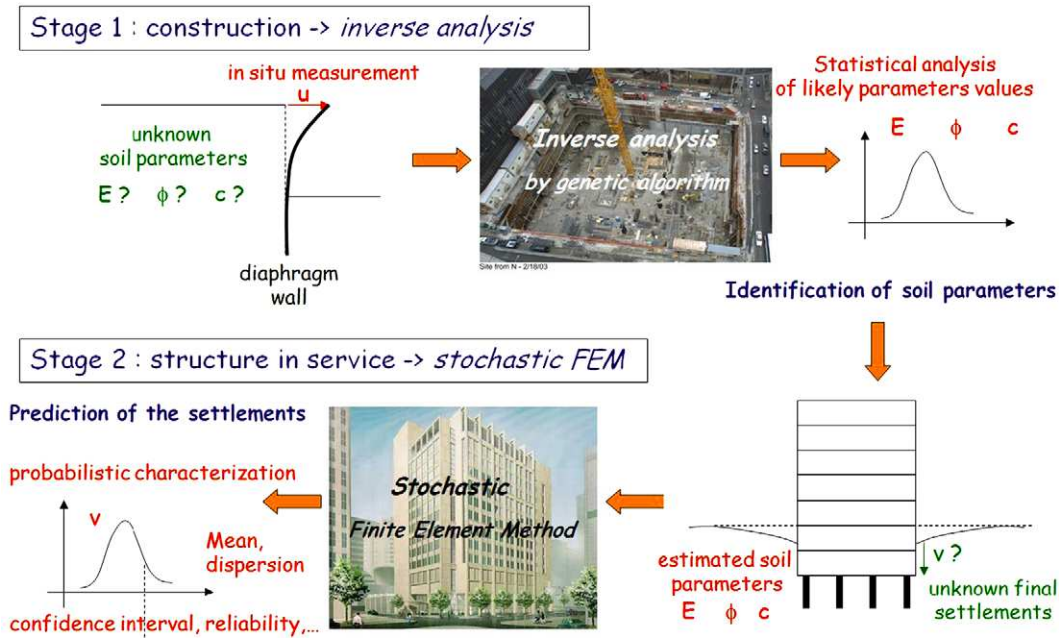 Stage 1 : construction -> inverse analysis
in situ measurement
u
unknown
soil parameters
E ? ϕ ? c ?
diaphragm
wall
Inverse analysis
by genetic algorithm
Site from N - 2/18/03
Statistical analysis
of likely parameters values
E ϕ c
Identification of soil parameters
Stage 2 : structure in service -> stochastic FEM
Prediction of the settlements
probabilistic characterization
v
Mean,
dispersion
confidence interval, reliability,...
Stochastic
Finite Element Method
estimated soil
parameters
E ϕ c
v ?
unknown final
settlements